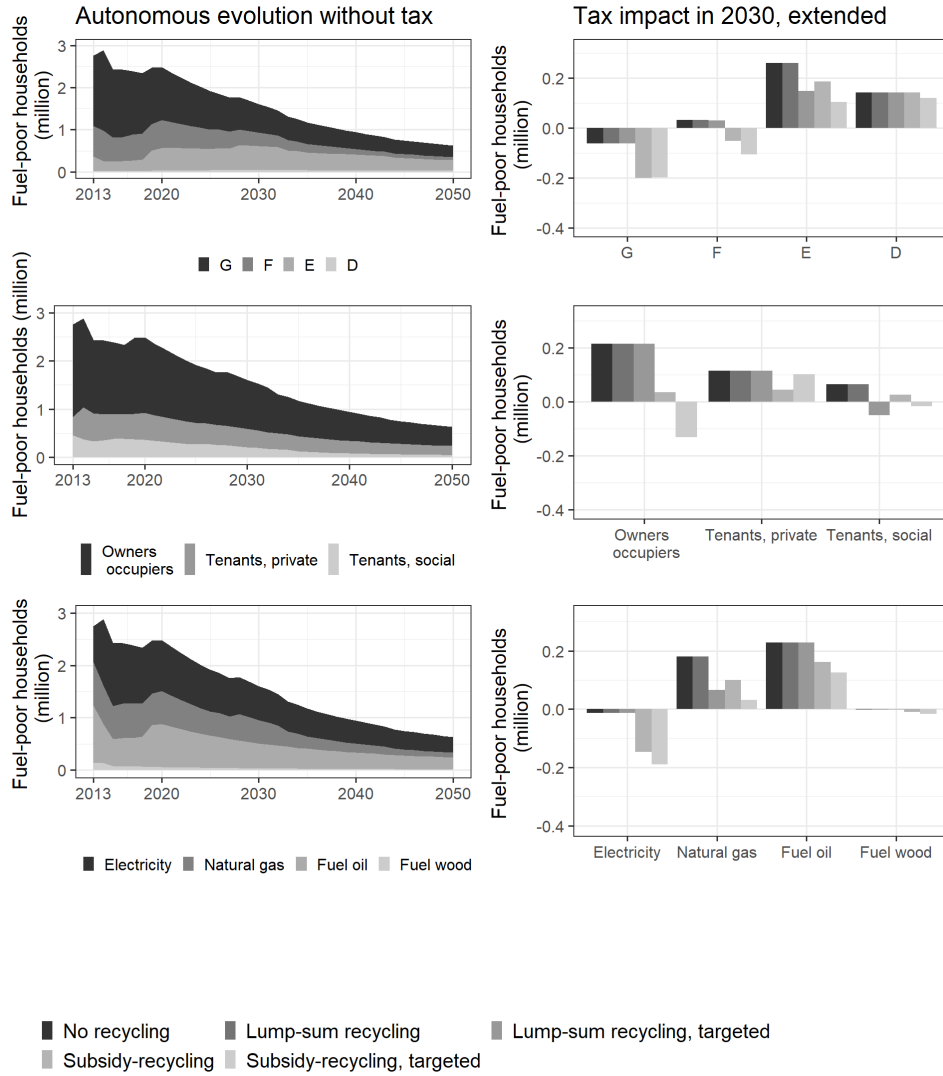 Autonomous evolution without tax
Tax impact in 2030, extended
Fuel-poor households
(million)
3
2
1
0
2013
2020
2030
2040
2050
G
F
E
D
Fuel-poor households
(million)
0.2
0.0
-0.2
-0.4
G
F
E
D
Fuel-poor households (million)
3
2
1
0
2013
2020
2030
2040
2050
Owners
occupiers
Tenants, private
Tenants, social
Fuel-poor households
(million)
0.2
0.0
-0.2
-0.4
Owners
occupiers
Tenants, private
Tenants, social
Fuel-poor households
(million)
3
2
1
0
2013
2020
2030
2040
2050
Electricity
Natural gas
Fuel oil
Fuel wood
Fuel-poor households
(million)
0.2
0.0
-0.2
-0.4
Electricity
Natural gas
Fuel oil
Fuel wood
No recycling
Lump-sum recycling
Lump-sum recycling, targeted
Subsidy-recycling
Subsidy-recycling, targeted